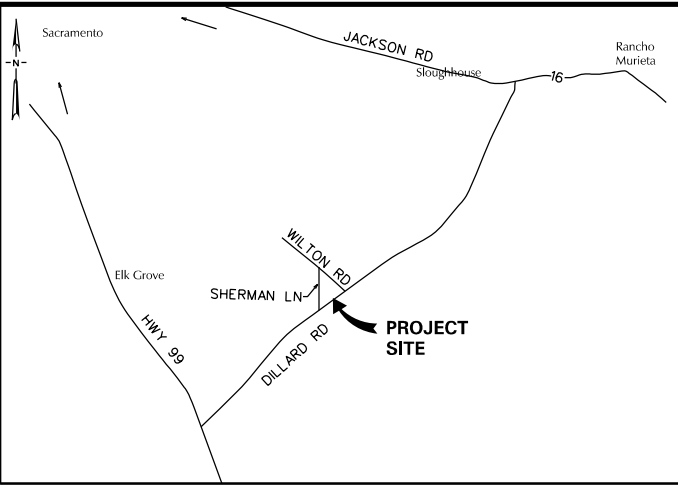 Sacramento
JACKSON RD
Sloughhouse
Rancho
Murieta
16
N
WILTON RD
Elk Grove
SHERMAN LN
HWY 99
DILLARD RD
PROJECT
SITE